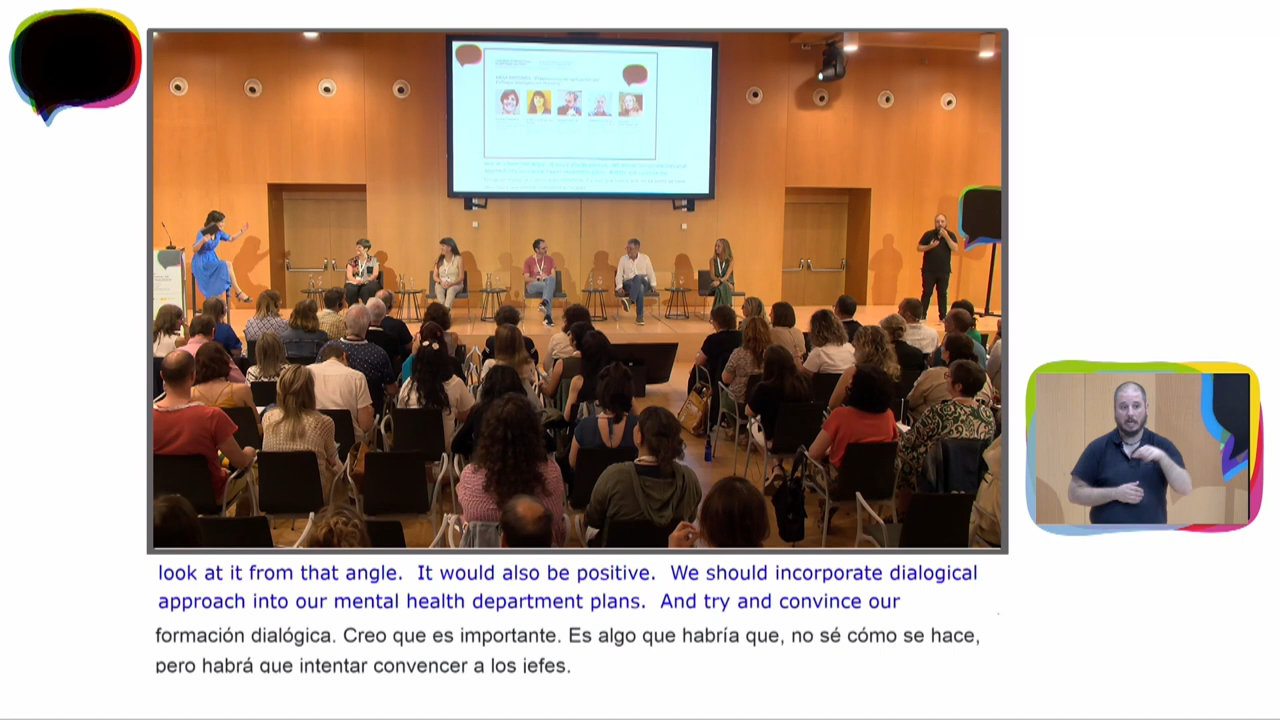 look at it from that angle.  It would also be positive.  We should incorporate dialogical
approach into our mental health department plans.  And try and convince our
formación dialógica. Creo que es importante. Es algo que habría que, no sé cómo se hace,
pero habrá que intentar convencer a los jefes.